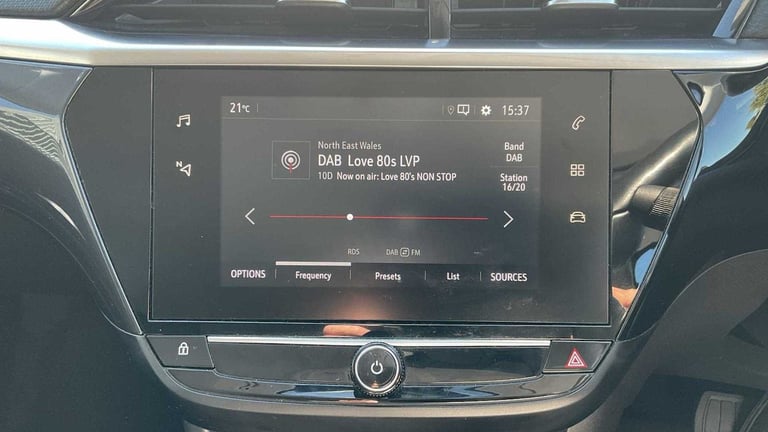 21°C
15:37
North East Wales
DAB Love 80s LVP
10D Now on air: Love 80's NON STOP
Band
DAB
Station
16/20
RDS
DAB FM
OPTIONS
Frequency
Presets
List
SOURCES
N